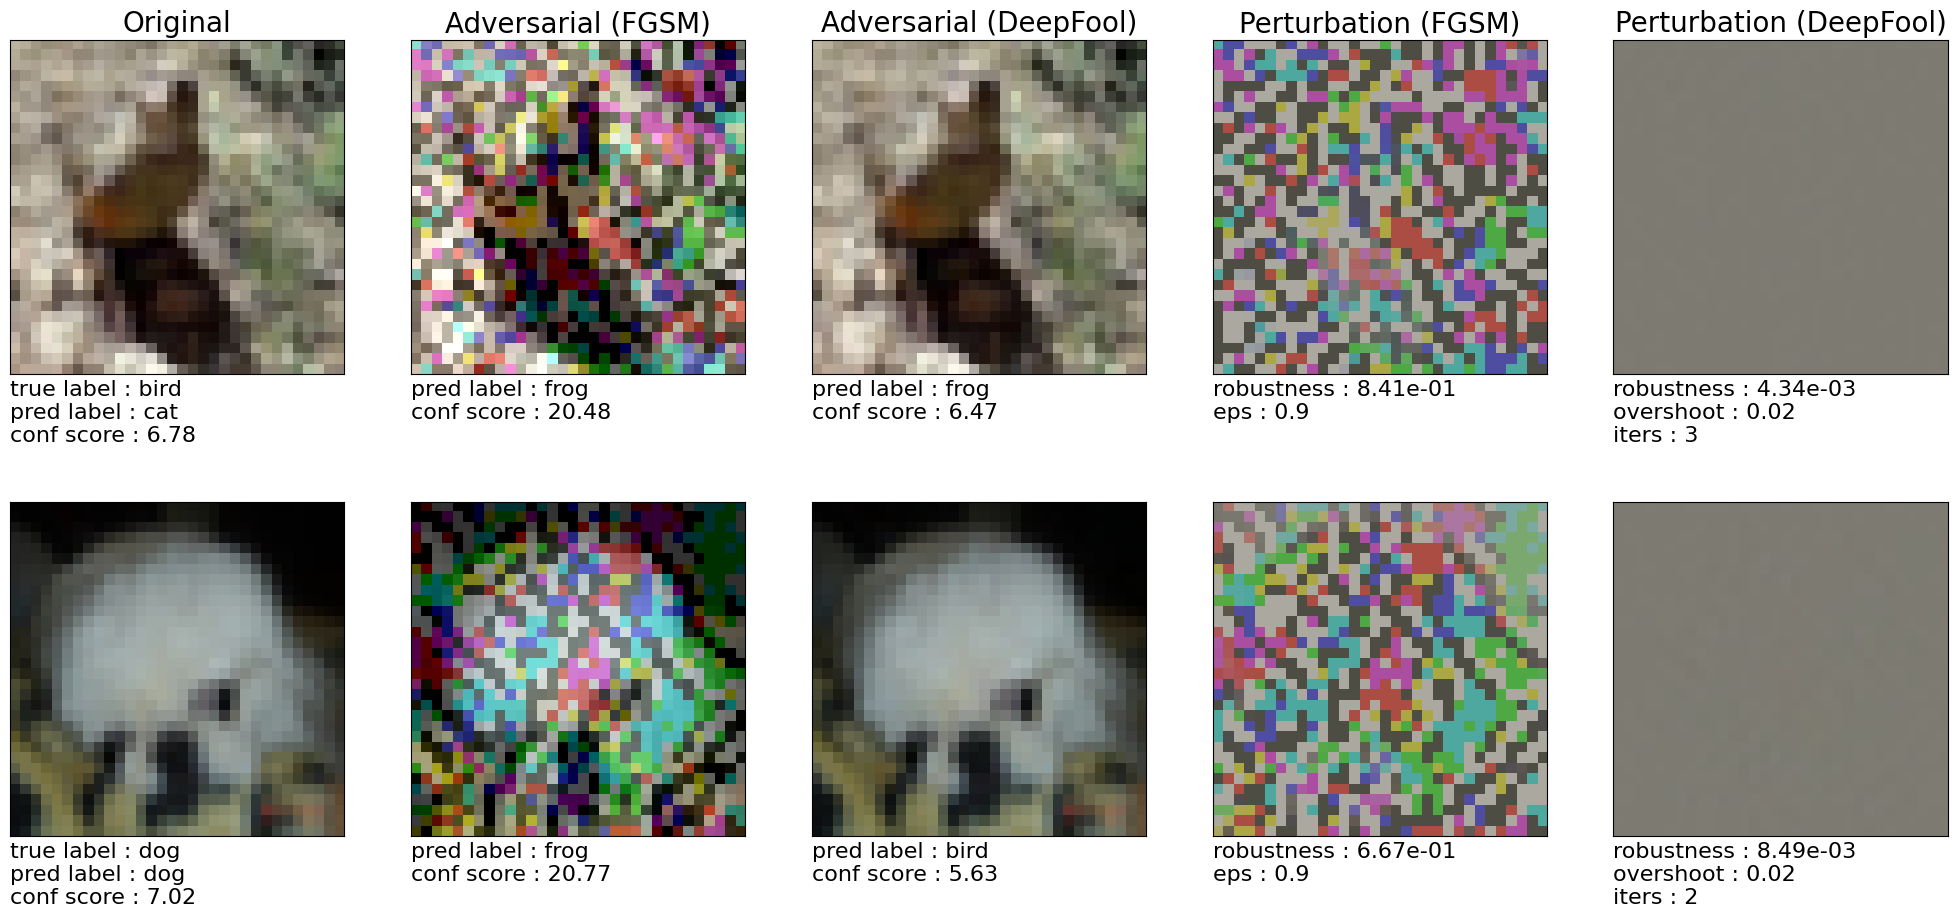 Original
Adversarial (FGSM)
Adversarial (DeepFool)
Perturbation (FGSM)
Perturbation (DeepFool)
true label : bird
pred label : cat
conf score : 6.78
pred label : frog
conf score : 20.48
pred label : frog
conf score : 6.47
robustness : 8.41e-01
eps : 0.9
robustness : 4.34e-03
overshoot : 0.02
iters : 3
true label : dog
pred label : dog
conf score : 7.02
pred label : frog
conf score : 20.77
pred label : bird
conf score : 5.63
robustness : 6.67e-01
eps : 0.9
robustness : 8.49e-03
overshoot : 0.02
iters : 2